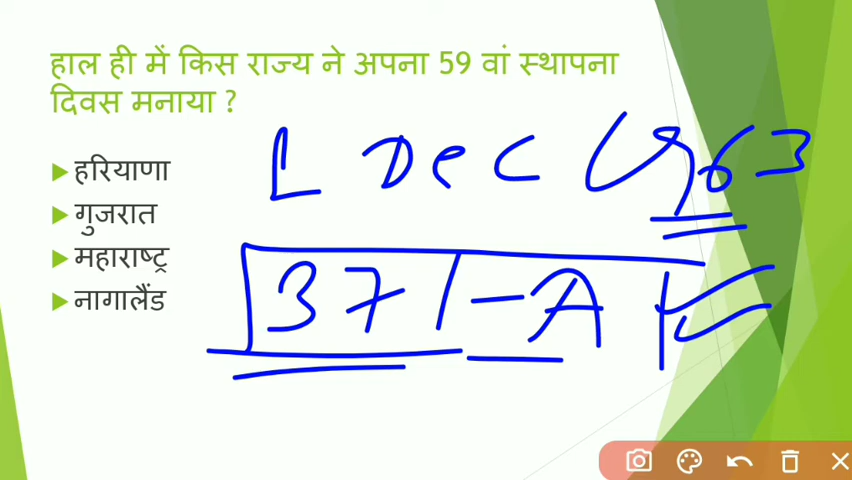 हाल ही में किस राज्य ने अपना 59 वां स्थापना
दिवस मनाया ?
1 Dec 1963
हरियाणा
गुजरात
महाराष्ट्र
नागालैंड
371-A